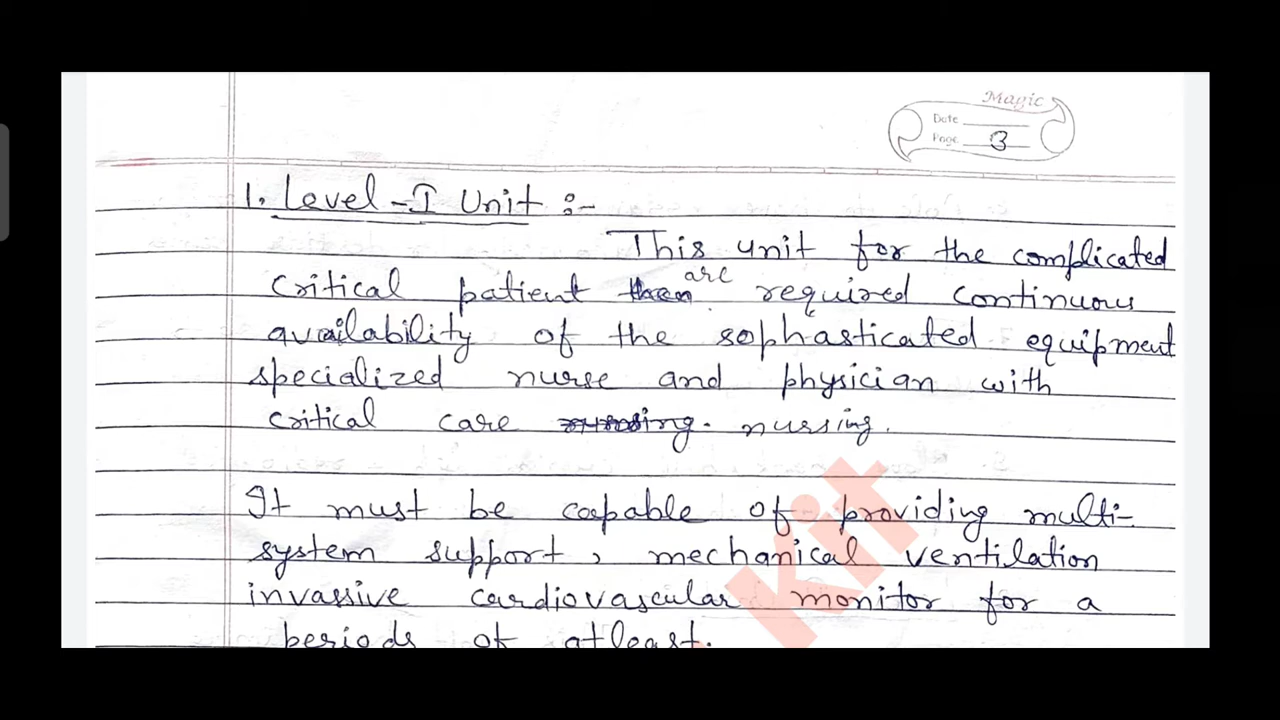 Magic
Date
Page 3
1. Level-I Unit :-
This unit for the complicated
critical patient are required continuous
availability of the sophasticated equipment
specialized nurse and physician with
critical care nursing.
It must be capable of providing multi-
system support, mechanical ventilation
invassive cardiovascular monitor for a
periods of atleast.
Kit